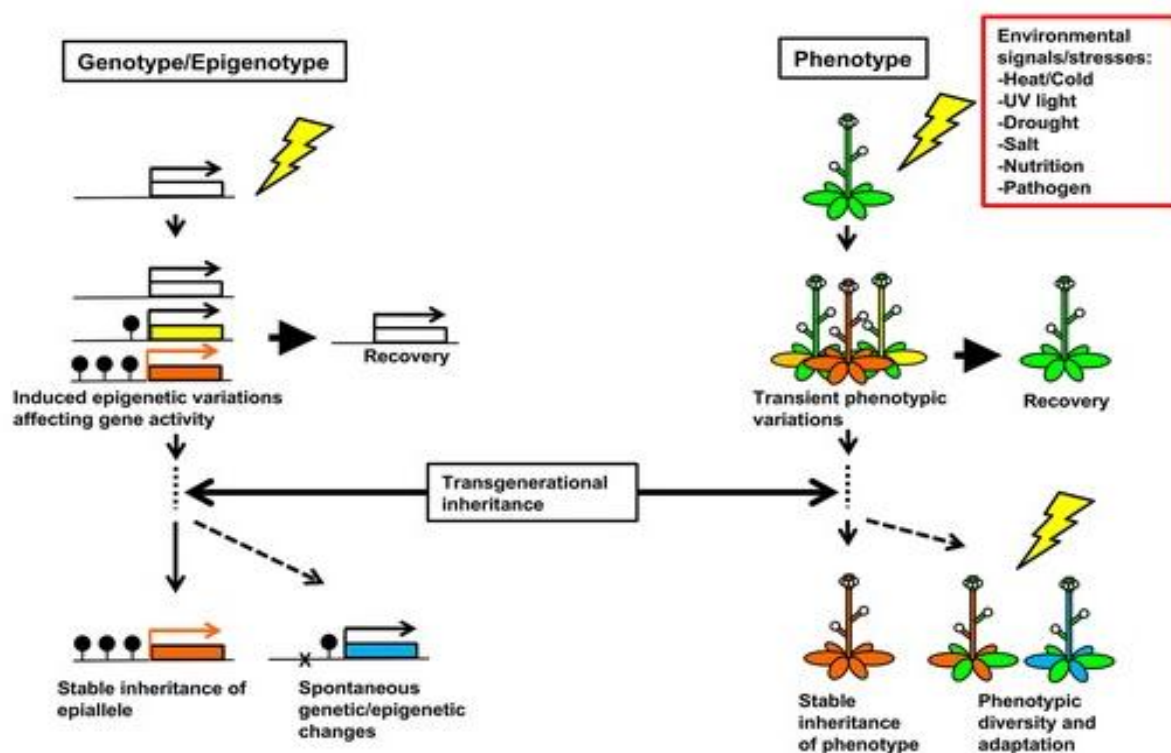 Genotype/Epigenotype
Phenotype
Environmental
signals/stresses:
-Heat/Cold
-UV light
-Drought
-Salt
-Nutrition
-Pathogen
Recovery
Induced epigenetic variations
affecting gene activity
Transient phenotypic
variations
Recovery
Transgenerational
inheritance
X
Stable inheritance of
epiallele
Spontaneous
genetic/epigenetic
changes
Stable
inheritance
of phenotype
Phenotypic
diversity and
adaptation